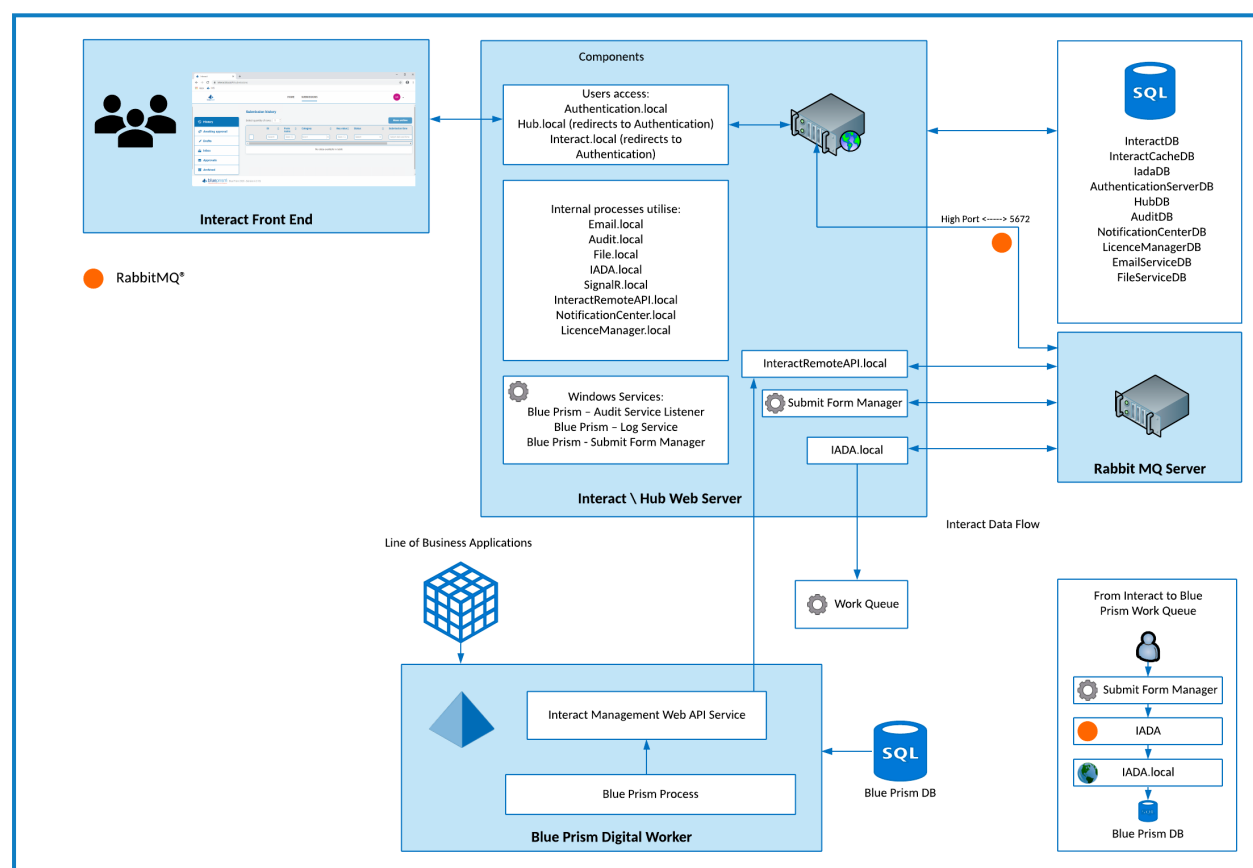 Components
Users access:
Authentication.local
Hub.local (redirects to Authentication)
Interact.local (redirects to
Authentication)
Interact Front End
RabbitMQ®
Internal processes utilise:
Email.local
Audit.local
File.local
IADA.local
SignalR.local
InteractRemoteAPI.local
NotificationCenter.local
LicenceManager.local
Windows Services:
Blue Prism – Audit Service Listener
Blue Prism – Log Service
Blue Prism - Submit Form Manager
InteractRemoteAPI.local
Submit Form Manager
IADA.local
Interact \ Hub Web Server
High Port <-----> 5672
SQL
InteractDB
InteractCacheDB
IadaDB
AuthenticationServerDB
HubDB
AuditDB
NotificationCenterDB
LicenceManagerDB
EmailServiceDB
FileServiceDB
Rabbit MQ Server
Interact Data Flow
Line of Business Applications
Work Queue
Interact Management Web API Service
Blue Prism Process
Blue Prism Digital Worker
SQL
Blue Prism DB
From Interact to Blue
Prism Work Queue
Submit Form Manager
IADA
IADA.local
Blue Prism DB